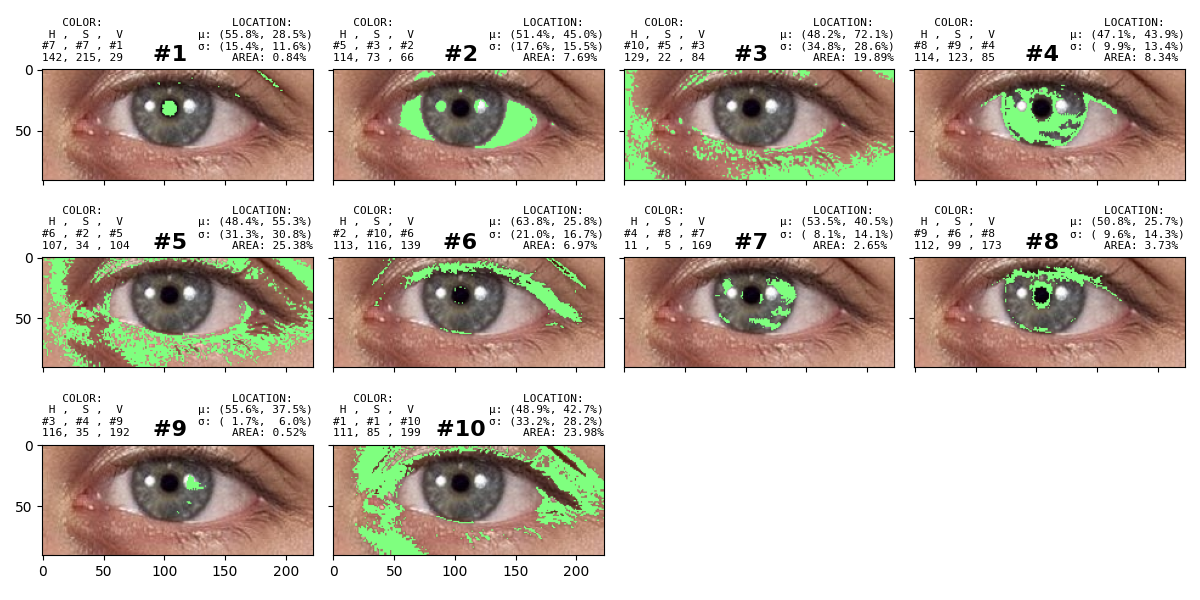 COLOR: LOCATION: COLOR: LOCATION: COLOR: LOCATION: COLOR: LOCATION:
H , S , V μ: (55.8%, 28.5%) H , S , V μ: (51.4%, 45.0%) H , S , V μ: (48.2%, 72.1%) H , S , V μ: (47.1%, 43.9%)
#7 , #7 , #1 σ: (15.4%, 11.6%) #5 , #3 , #2 σ: (17.6%, 15.5%) #10, #5 , #3 σ: (34.8%, 28.6%) #8 , #9 , #4 σ: ( 9.9%, 13.4%)
142, 215, 29 #1 AREA: 0.84% 114, 73 , 66 #2 AREA: 7.69% 129, 22 , 84 #3 AREA: 19.89% 114, 123, 85 #4 AREA: 8.34%
0
50
COLOR: LOCATION: COLOR: LOCATION: COLOR: LOCATION: COLOR: LOCATION:
H , S , V μ: (48.4%, 55.3%) H , S , V μ: (63.8%, 25.8%) H , S , V μ: (53.5%, 40.5%) H , S , V μ: (50.8%, 25.7%)
#6 , #2 , #5 σ: (31.3%, 30.8%) #2 , #10, #6 σ: (21.0%, 16.7%) #4 , #8 , #7 σ: ( 8.1%, 14.1%) #9 , #6 , #8 σ: ( 9.6%, 14.3%)
107, 34 , 104 #5 AREA: 25.38% 113, 116, 139 #6 AREA: 6.97% 11 , 5 , 169 #7 AREA: 2.65% 112, 99 , 173 #8 AREA: 3.73%
0
50
COLOR: LOCATION: COLOR: LOCATION:
H , S , V μ: (55.6%, 37.5%) H , S , V μ: (48.9%, 42.7%)
#3 , #4 , #9 σ: ( 1.7%, 6.0%) #1 , #1 , #10 σ: (33.2%, 28.2%)
116, 35 , 192 #9 AREA: 0.52% 111, 85 , 199 #10 AREA: 23.98%
0
50
0 50 100 150 200 0 50 100 150 200